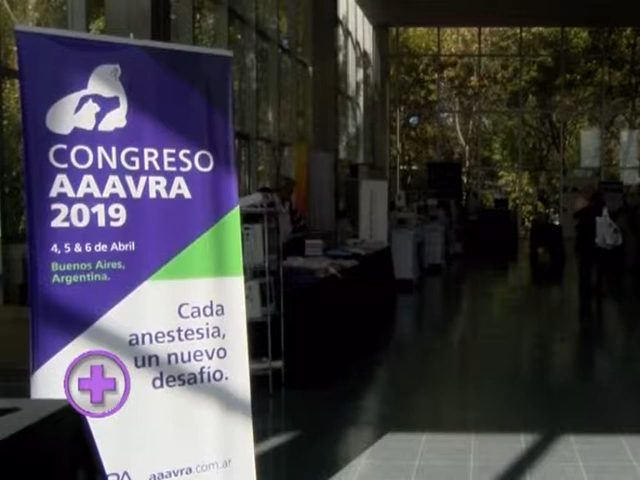 CONGRESO
AAAVRA
2019
4, 5 & 6 de Abril
Buenos Aires,
Argentina.
Cada
anestesia,
un nuevo
desafío.
aaavra.com.ar